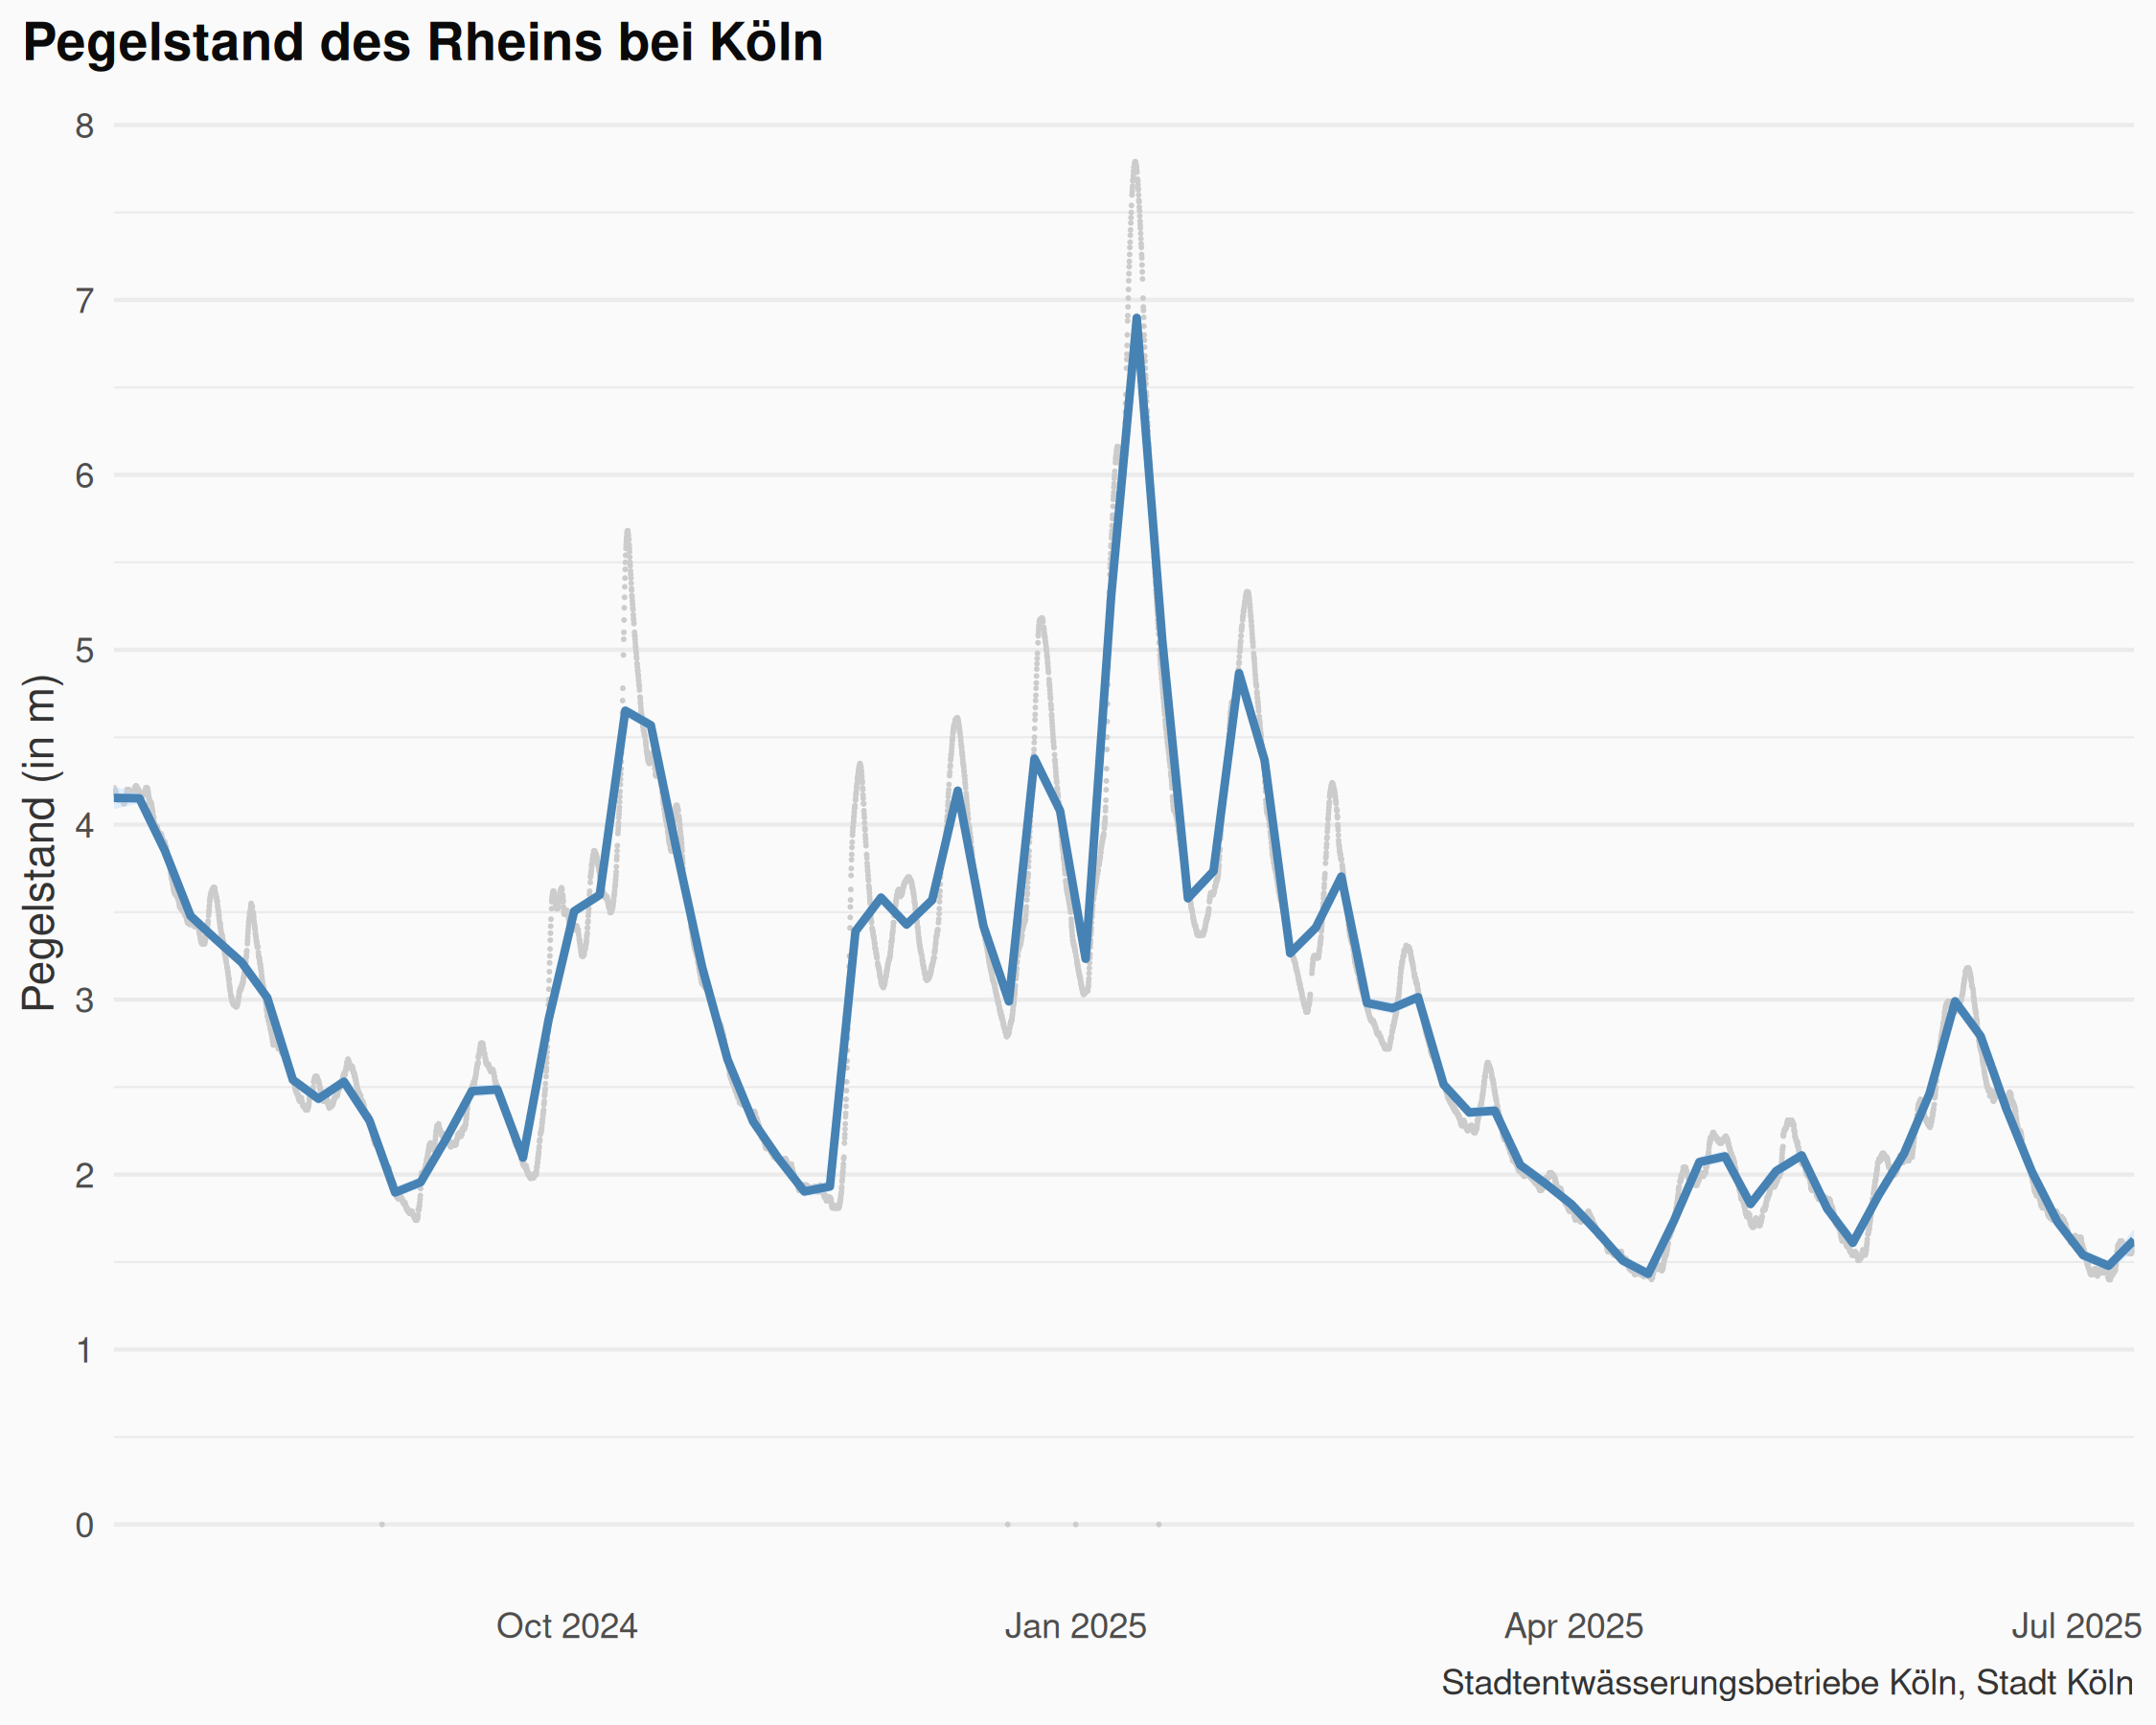 Pegelstand des Rheins bei Köln
8
7
6
5
4
3
2
1
0
Pegelstand (in m)
Oct 2024 Jan 2025 Apr 2025 Jul 2025
Stadtentwässerungsbetriebe Köln, Stadt Köln